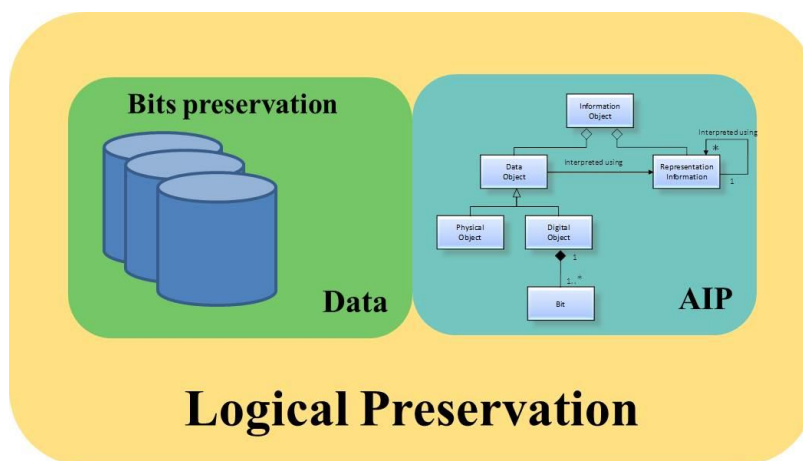 Bits preservation
Data
Information
Object
Data
Object
Interpreted using
Representation
Information
Interpreted using
*
1
Physical
Object
Digital
Object
1
1..*
Bit
AIP
Logical Preservation